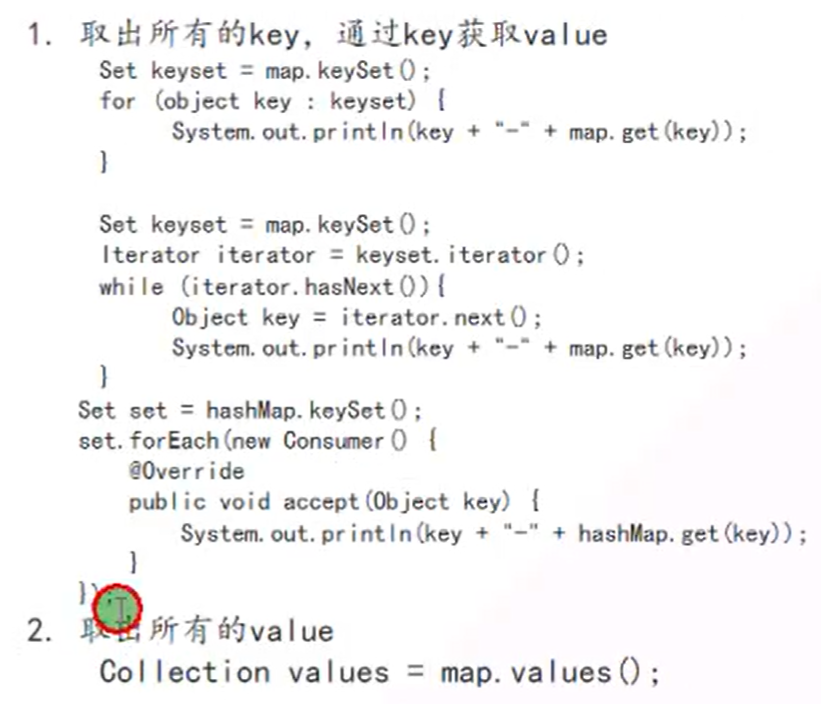 1. 取出所有的key, 通过key获取value
Set keyset = map.keySet();
for (object key : keyset) {
System.out.println(key + "-" + map.get(key));
}
Set keyset = map.keySet();
Iterator iterator = keyset.iterator();
while (iterator.hasNext()){
Object key = iterator.next();
System.out.println(key + "-" + map.get(key));
}
Set set = hashMap.keySet();
set.forEach(new Consumer() {
@Override
public void accept(Object key) {
System.out.println(key + "-" + hashMap.get(key));
}
});
2. 取出所有的value
Collection values = map.values();